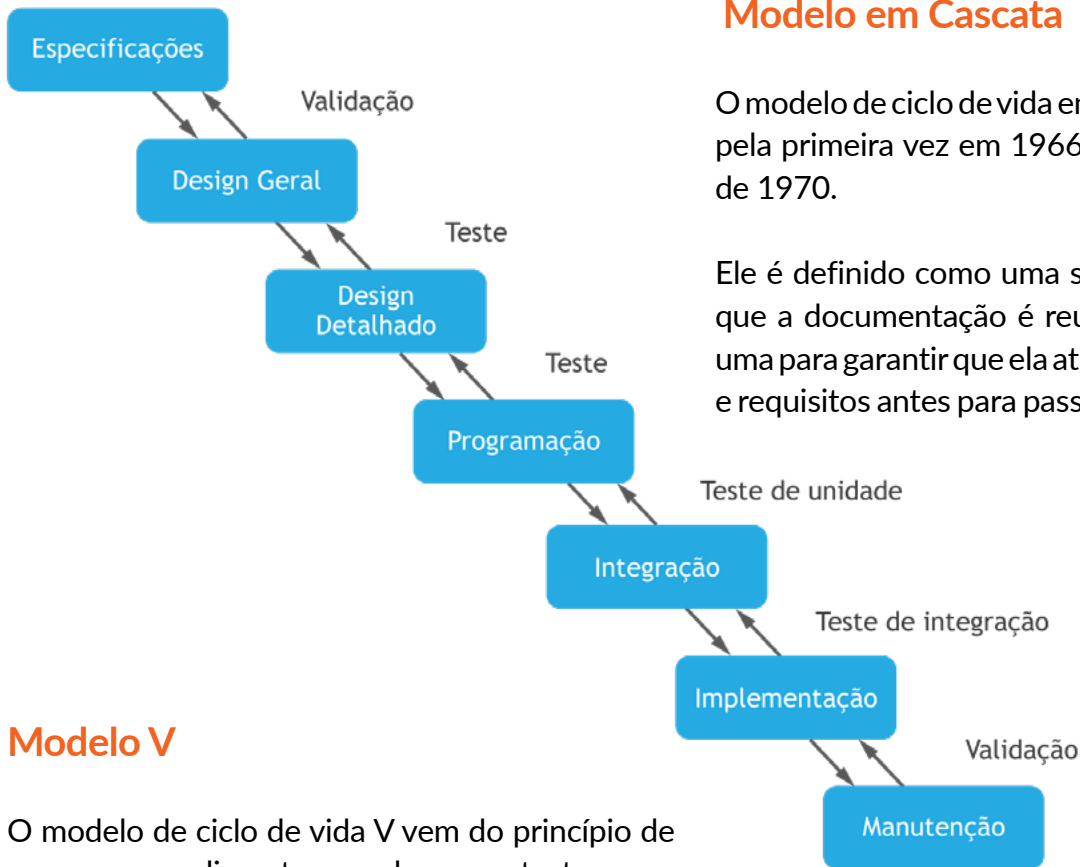 Modelo em Cascata
O modelo de ciclo de vida em
pela primeira vez em 1966
de 1970.
Ele é definido como uma s
que a documentação é reu
uma para garantir que ela at
e requisitos antes para pass
Especificações
Validação
Design Geral
Teste
Design
Detalhado
Teste
Programação
Teste de unidade
Integração
Teste de integração
Implementação
Validação
Manutenção
Modelo V
O modelo de ciclo de vida V vem do princípio de